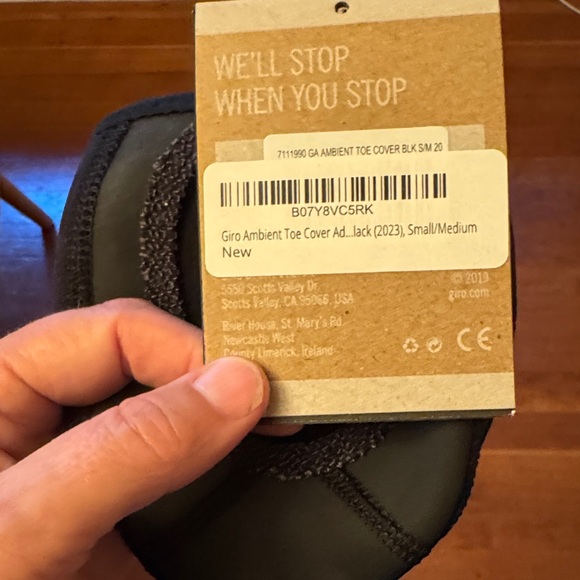 WE'LL STOP
WHEN YOU STOP
7111990 GA AMBIENT TOE COVER BLK S/M 20
B07Y8VC5RK
Giro Ambient Toe Cover Ad...lack (2023), Small/Medium
New
5550 Scotts Valley Dr
Scotts Valley, CA 95066, USA
© 2019
giro.com
River House, St. Mary's Rd
Newcastle West
County Limerick, Ireland
CE